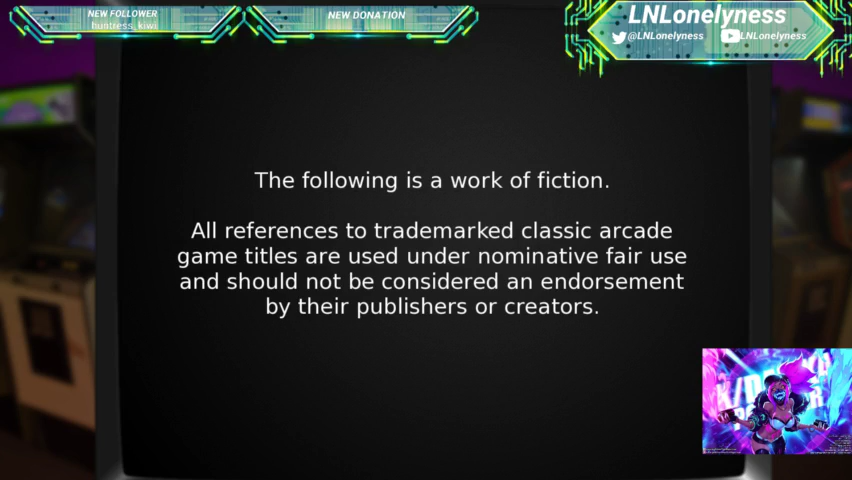 NEW FOLLOWER
huntress_kiwi
NEW DONATION
LNLonelyness
@LNLonelyness
LNLonelyness
The following is a work of fiction.
All references to trademarked classic arcade
game titles are used under nominative fair use
and should not be considered an endorsement
by their publishers or creators.